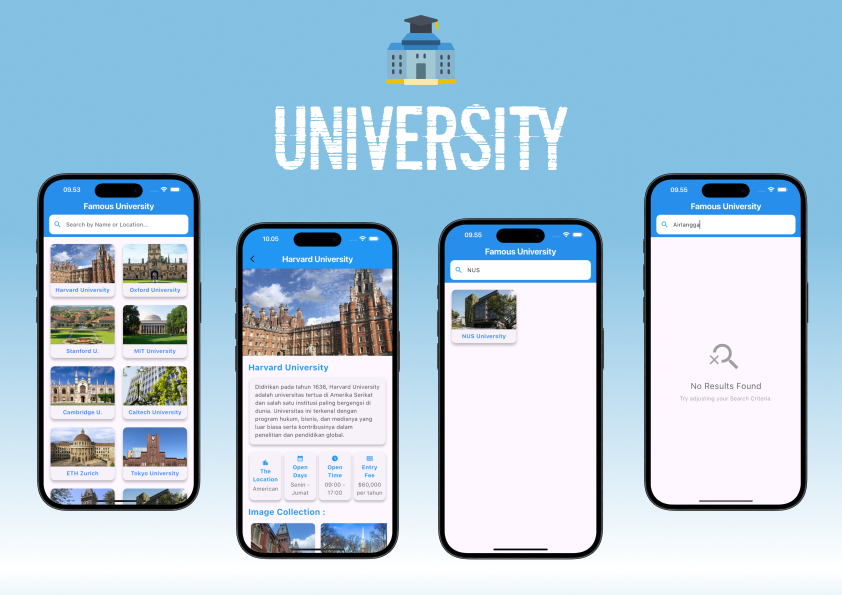 UNIVERSITY
09.53
Famous University
Search by Name or Location...
Harvard University
Oxford University
Stanford U.
MIT University
Cambridge U.
Caltech University
ETH Zurich
Tokyo University
10.05
Harvard University
Harvard University
Didirikan pada tahun 1636, Harvard University
adalah universitas tertua di Amerika Serikat
dan salah satu institusi paling bergengsi di
dunia. Universitas ini terkenal dengan
program hukum, bisnis, dan medianya yang
luar biasa serta kontribusinya dalam
penelitian dan pendidikan global.
The
Location
American
Open
Days
Senin -
Jumat
Open
Time
09:00 -
17:00
Entry
Fee
$60,000
per tahun
Image Collection :
09.55
Famous University
NUS
NUS University
09.55
Famous University
Airlangga
No Results Found
Try adjusting your Search Criteria